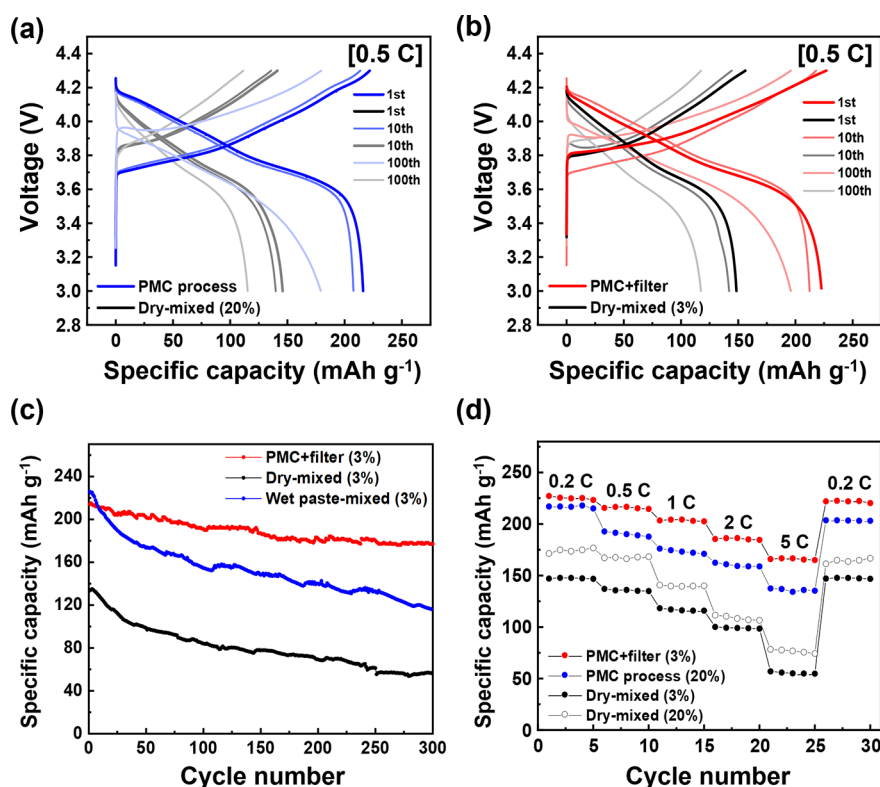 (a)
[0.5 C]
4.4
4.2
4.0
3.8
3.6
3.4
3.2
3.0
2.8
Voltage (V)
1st
1st
10th
10th
100th
100th
PMC process
Dry-mixed (20%)
0 50 100 150 200 250
Specific capacity (mAh g⁻¹)
(b)
[0.5 C]
4.4
4.2
4.0
3.8
3.6
3.4
3.2
3.0
2.8
Voltage (V)
1st
1st
10th
10th
100th
100th
PMC+filter
Dry-mixed (3%)
0 50 100 150 200 250
Specific capacity (mAh g⁻¹)
(c)
240
200
160
120
80
40
0
Specific capacity (mAh g⁻¹)
PMC+filter (3%)
Dry-mixed (3%)
Wet paste-mixed (3%)
0 50 100 150 200 250 300
Cycle number
(d)
250
200
150
100
50
0
Specific capacity (mAh g⁻¹)
0.2 C
0.5 C
1 C
2 C
5 C
0.2 C
PMC+filter (3%)
PMC process (20%)
Dry-mixed (3%)
Dry-mixed (20%)
0 5 10 15 20 25 30
Cycle number